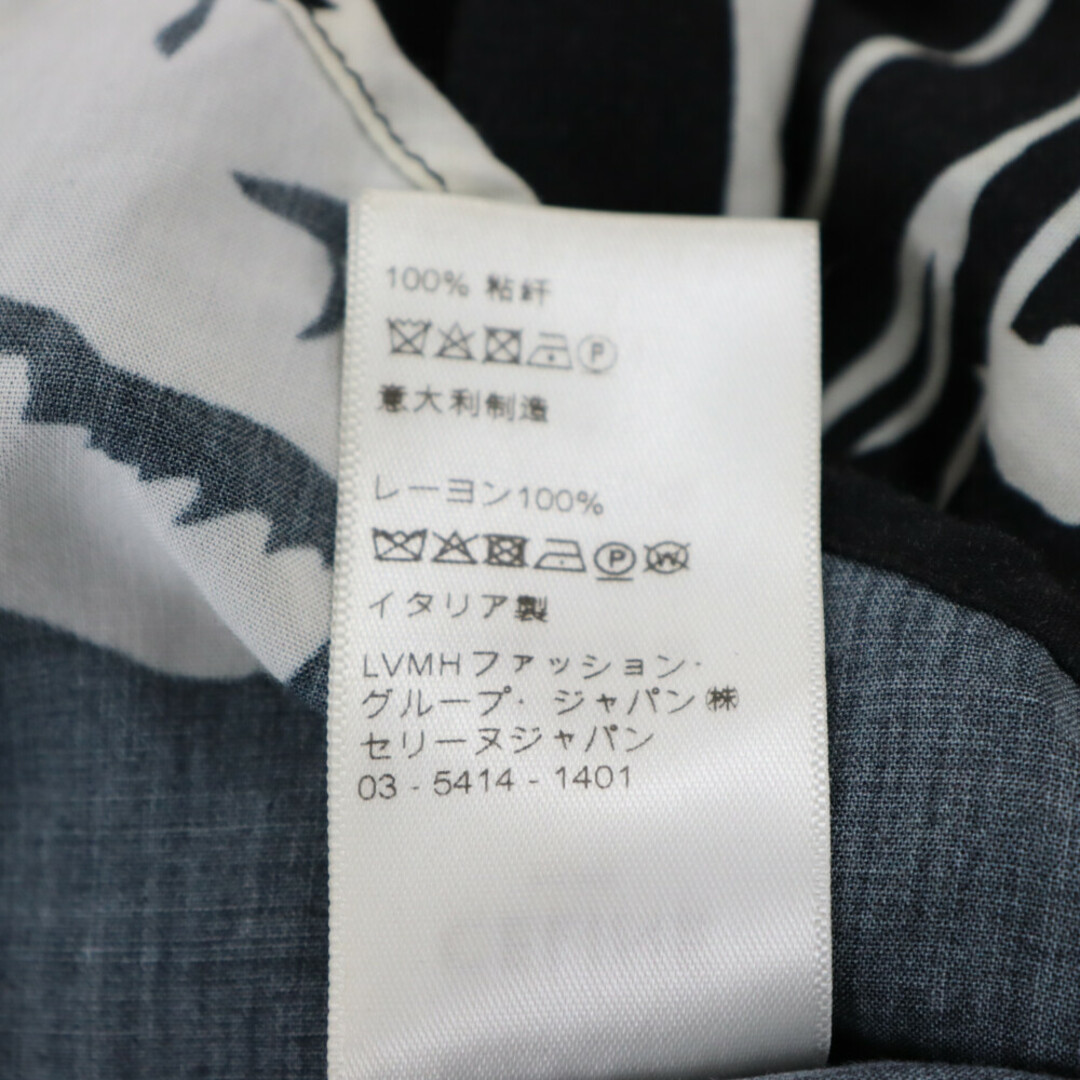 100% 粘纤
P
意大利制造
レーヨン100%
P W
イタリア製
LVMHファッション・
グループ・ジャパン㈱
セリーヌジャパン
03 - 5414 - 1401